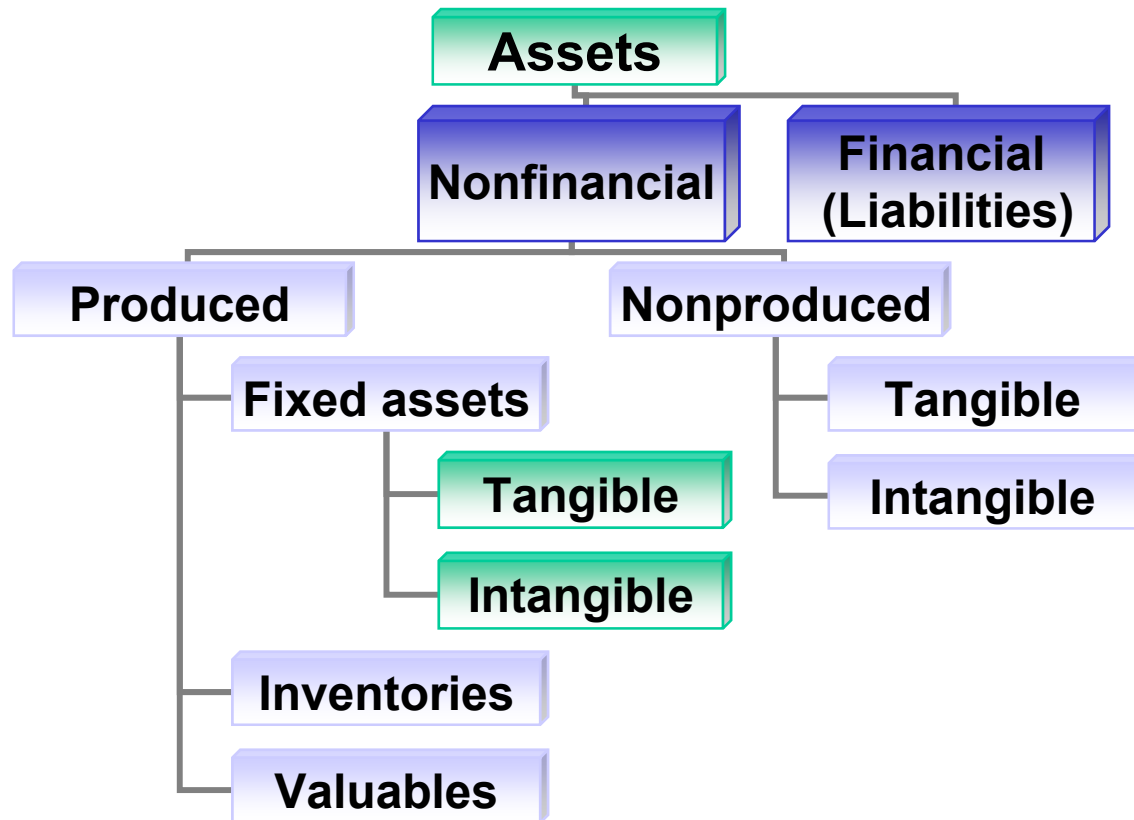 Assets
Nonfinancial
Financial
(Liabilities)
Produced
Nonproduced
Fixed assets
Tangible
Tangible
Intangible
Intangible
Inventories
Valuables